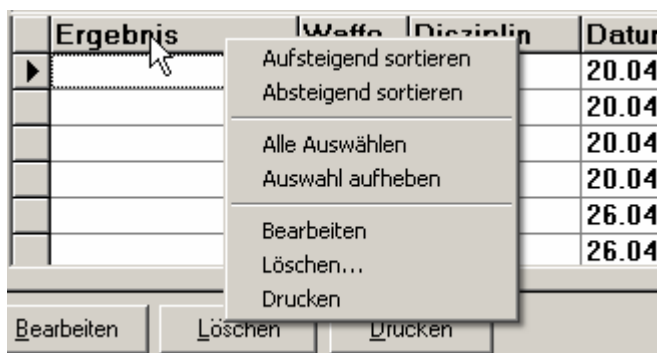 Ergebnis Waffe Disziplin Datum
Aufsteigend sortieren
20.04
Absteigend sortieren
20.04
Alle Auswählen
20.04
Auswahl aufheben
20.04
26.04
Bearbeiten
26.04
Löschen...
Drucken
Bearbeiten Löschen Drucken